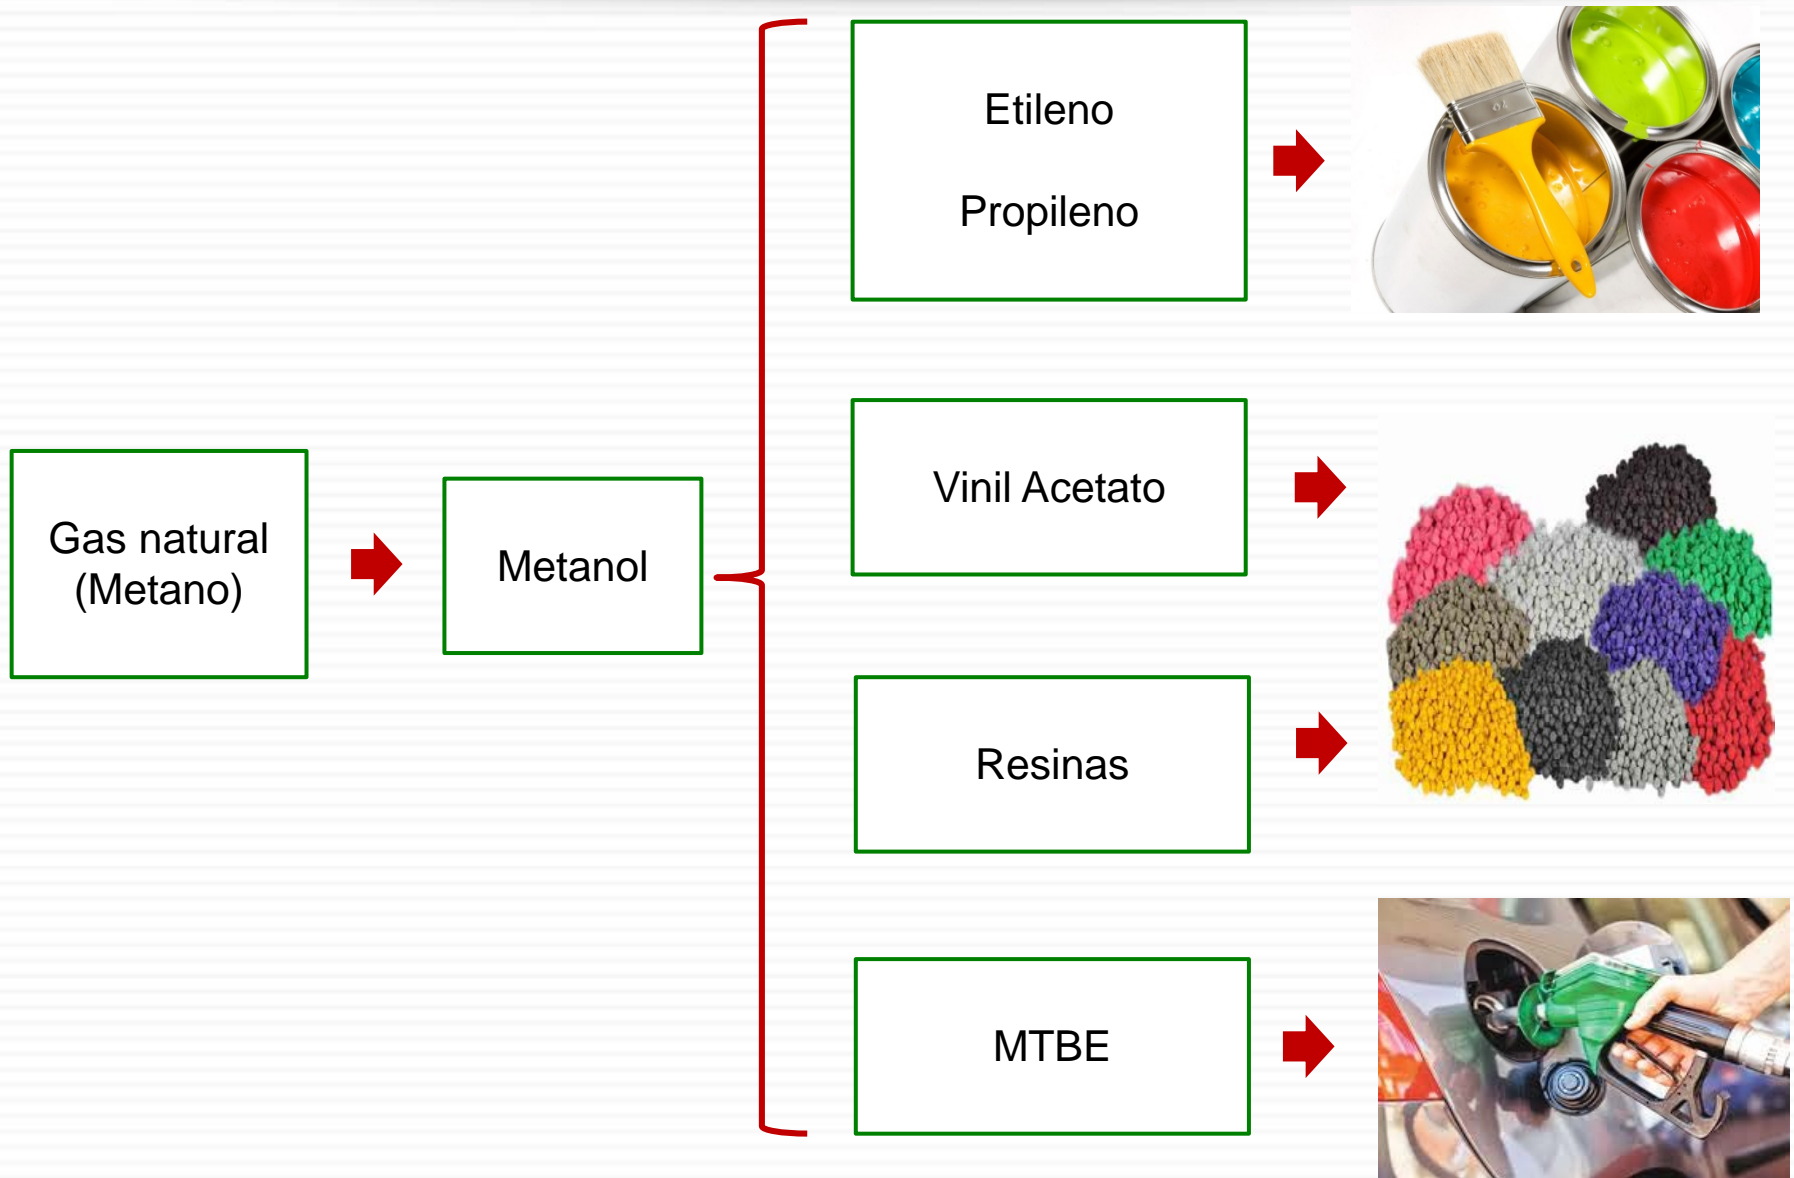 Etileno
Propileno
Vinil Acetato
Gas natural
(Metano)
Metanol
Resinas
MTBE